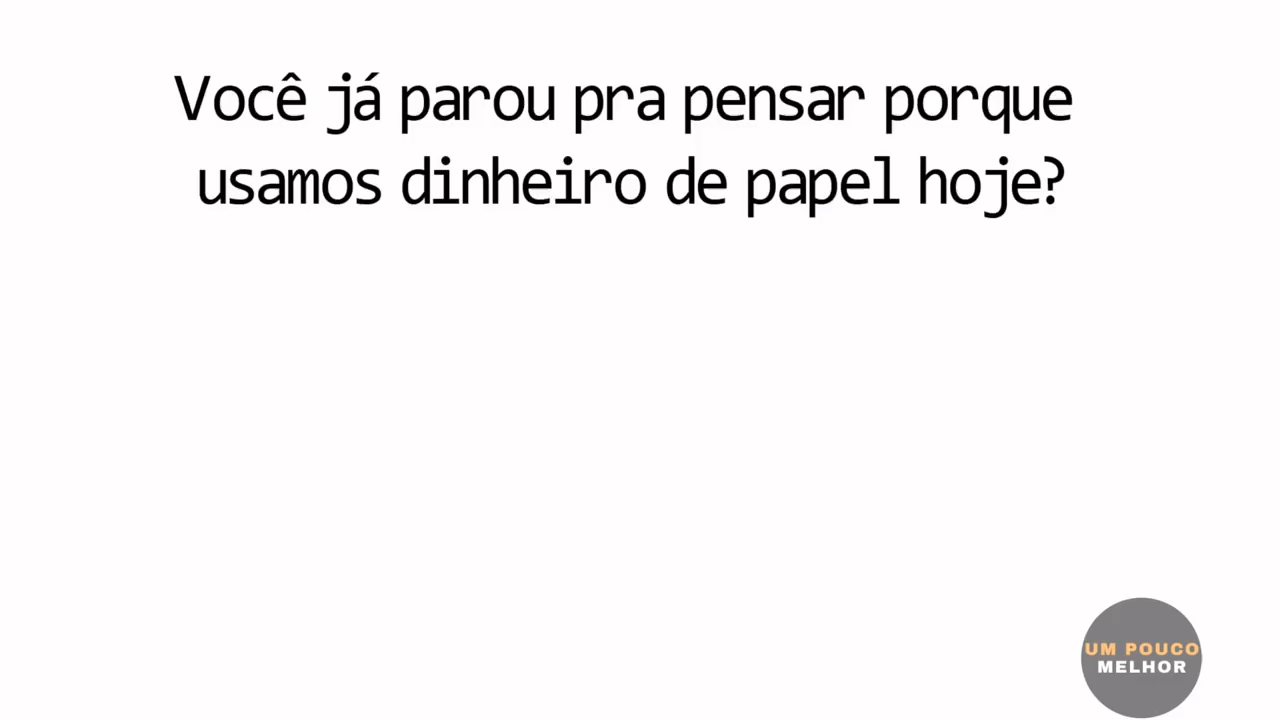 Você já parou pra pensar porque
usamos dinheiro de papel hoje?
UM POUCO
MELHOR